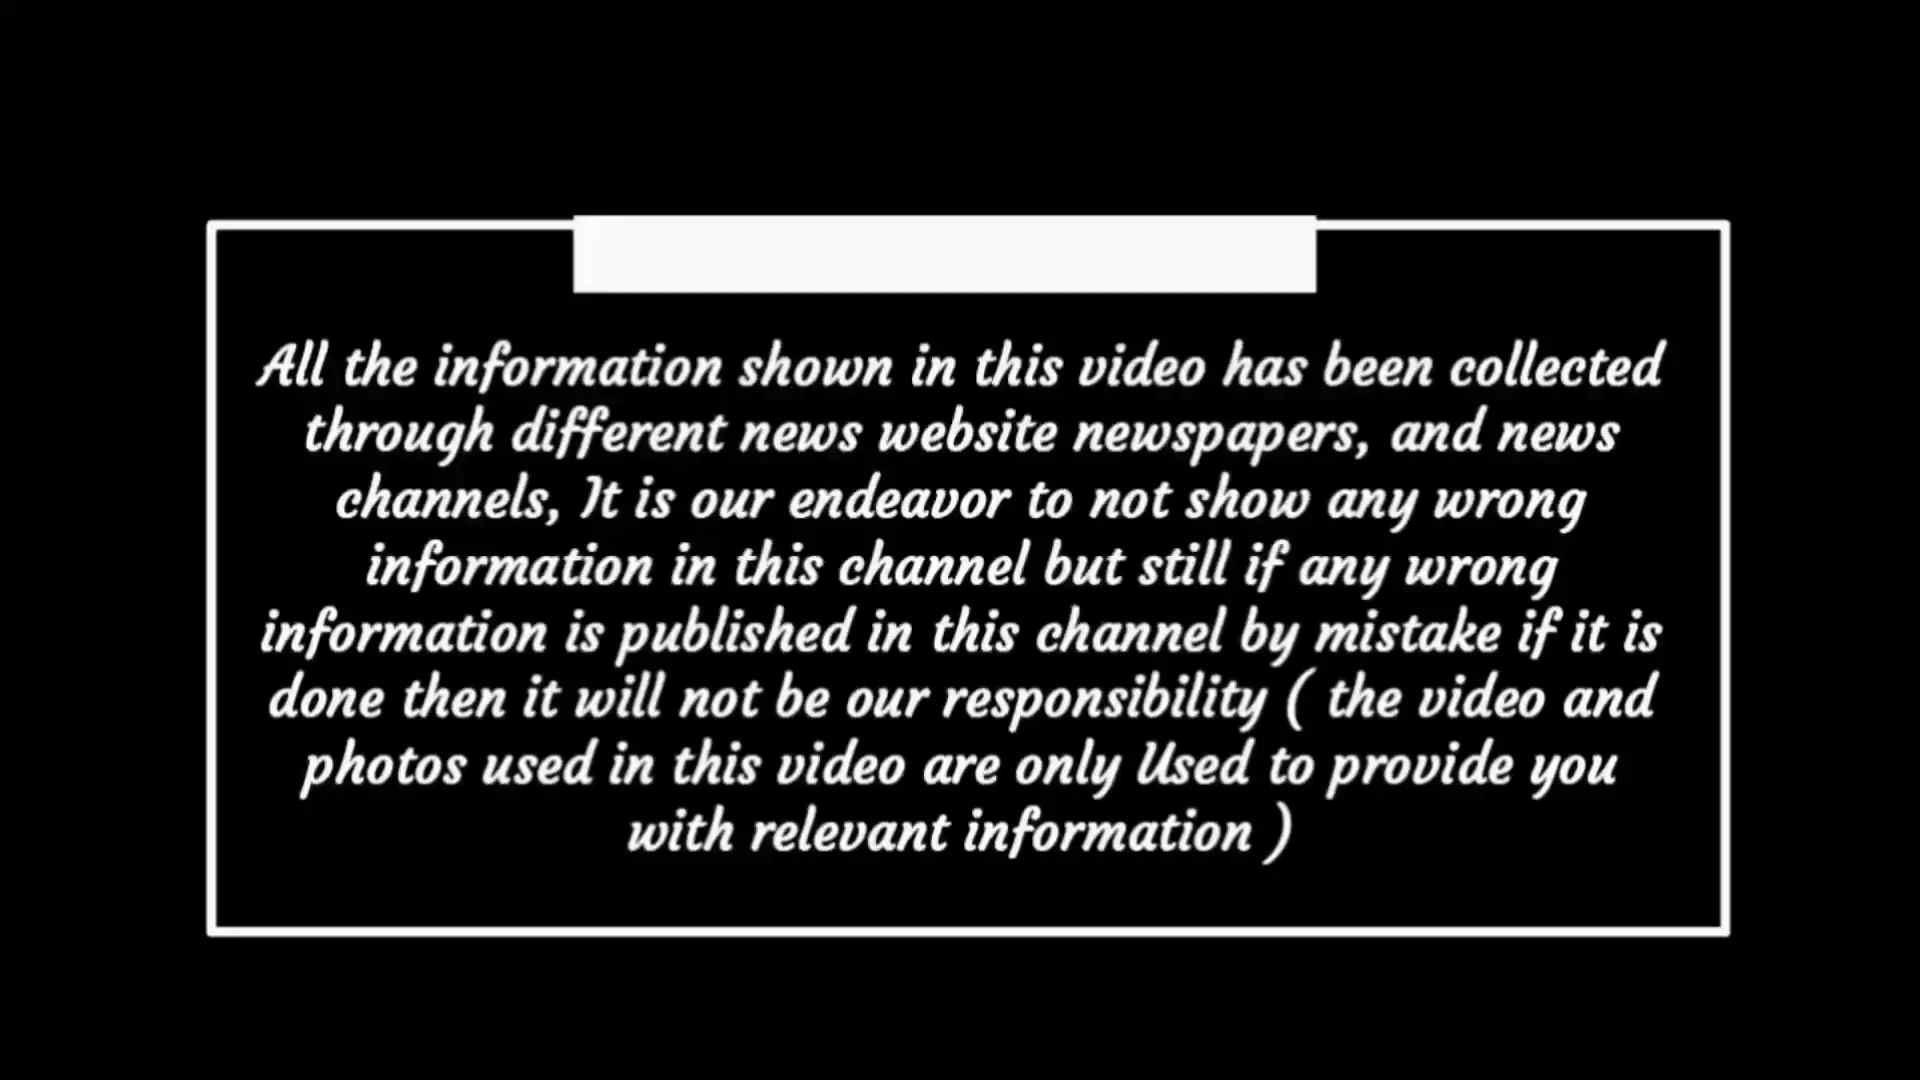 All the information shown in this video has been collected
through different news website newspapers, and news
channels, It is our endeavor to not show any wrong
information in this channel but still if any wrong
information is published in this channel by mistake if it is
done then it will not be our responsibility ( the video and
photos used in this video are only Used to provide you
with relevant information )